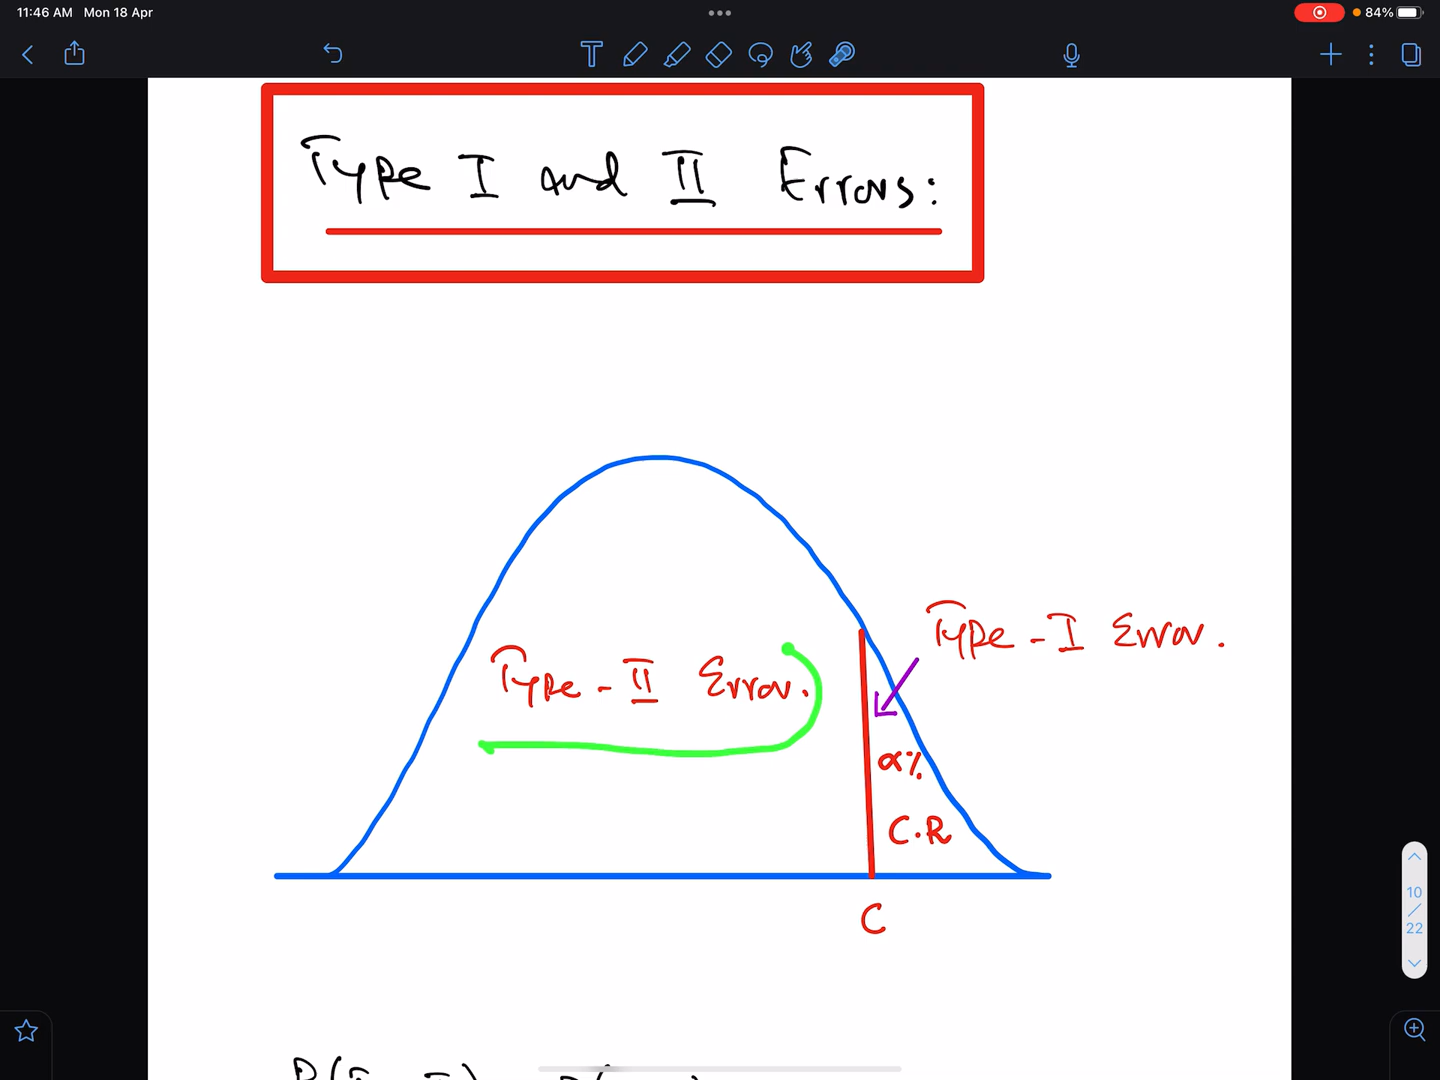 11:46 AM Mon 18 Apr
84%
Type I and II Errors:
Type - I Error.
Type - II Error.
α%
C.R
C
10
/
22